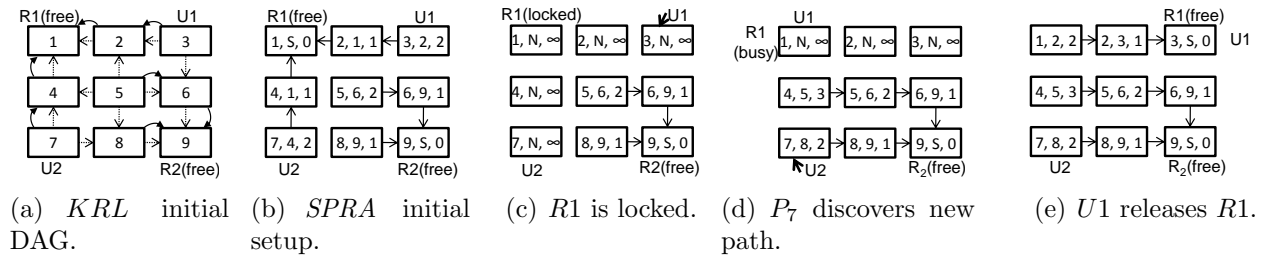 R1(free) U1
1 2 3
4 5 6
7 8 9
U2 R2(free)
(a) KRL initial
DAG.
R1(free) U1
1, S, 0 2, 1, 1 3, 2, 2
4, 1, 1 5, 6, 2 6, 9, 1
7, 4, 2 8, 9, 1 9, S, 0
U2 R2(free)
(b) SPRA initial
setup.
R1(locked) U1
1, N, ∞ 2, N, ∞ 3, N, ∞
4, N, ∞ 5, 6, 2 6, 9, 1
7, N, ∞ 8, 9, 1 9, S, 0
U2 R2(free)
(c) R1 is locked.
U1
R1
(busy)
1, N, ∞ 2, N, ∞ 3, N, ∞
4, 5, 3 5, 6, 2 6, 9, 1
7, 8, 2 8, 9, 1 9, S, 0
U2 R2(free)
(d) P7 discovers new
path.
R1(free)
1, 2, 2 2, 3, 1 3, S, 0 U1
4, 5, 3 5, 6, 2 6, 9, 1
7, 8, 2 8, 9, 1 9, S, 0
U2 R2(free)
(e) U1 releases R1.